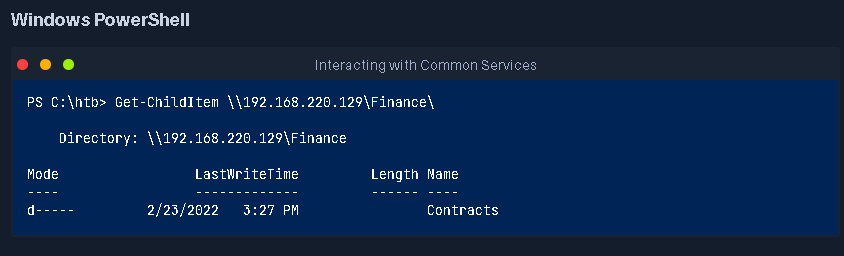 Windows PowerShell
Interacting with Common Services
PS C:\htb> Get-ChildItem \\192.168.220.129\Finance\
    Directory: \\192.168.220.129\Finance
Mode                 LastWriteTime         Length Name
----                 -------------         ------ ----
d-----         2/23/2022   3:27 PM                Contracts